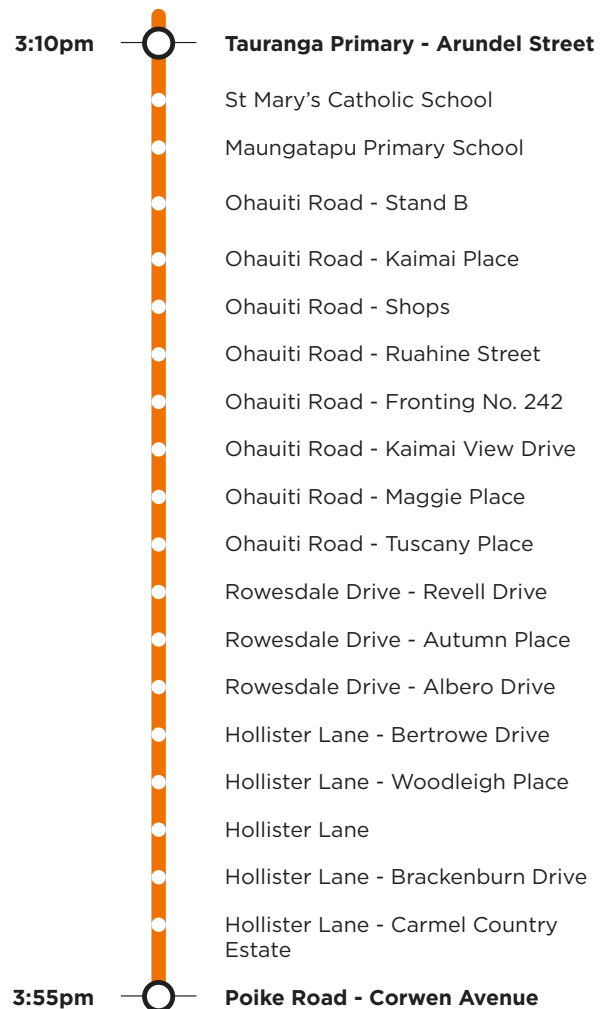 3:10pm Tauranga Primary - Arundel Street
St Mary’s Catholic School
Maungatapu Primary School
Ohauiti Road - Stand B
Ohauiti Road - Kaimai Place
Ohauiti Road - Shops
Ohauiti Road - Ruahine Street
Ohauiti Road - Fronting No. 242
Ohauiti Road - Kaimai View Drive
Ohauiti Road - Maggie Place
Ohauiti Road - Tuscany Place
Rowesdale Drive - Revell Drive
Rowesdale Drive - Autumn Place
Rowesdale Drive - Albero Drive
Hollister Lane - Bertrowe Drive
Hollister Lane - Woodleigh Place
Hollister Lane
Hollister Lane - Brackenburn Drive
Hollister Lane - Carmel Country
Estate
3:55pm Poike Road - Corwen Avenue